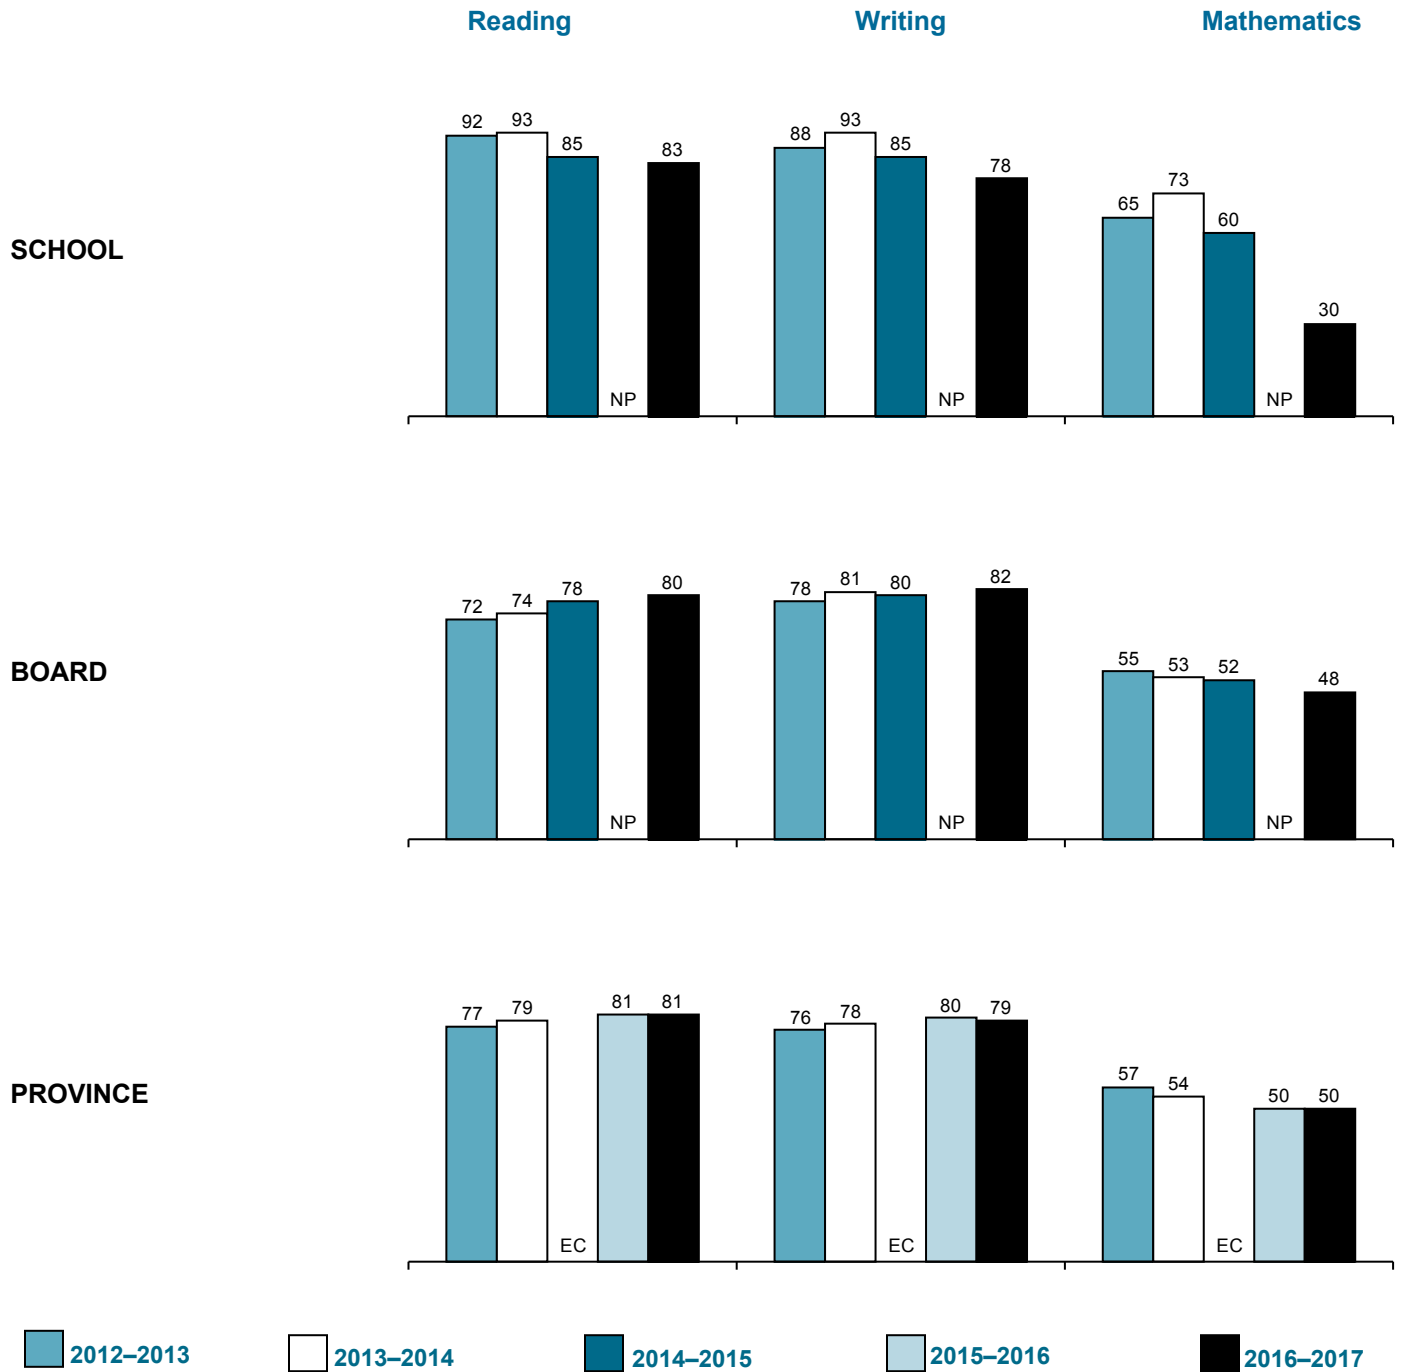 Reading Writing Mathematics
92 93 85 NP 83 88 93 85 NP 78 65 73 60 NP 30
SCHOOL
72 74 78 NP 80 78 81 80 NP 82 55 53 52 NP 48
BOARD
77 79 EC 81 81 76 78 EC 80 79 57 54 EC 50 50
PROVINCE
2012–2013 2013–2014 2014–2015 2015–2016 2016–2017